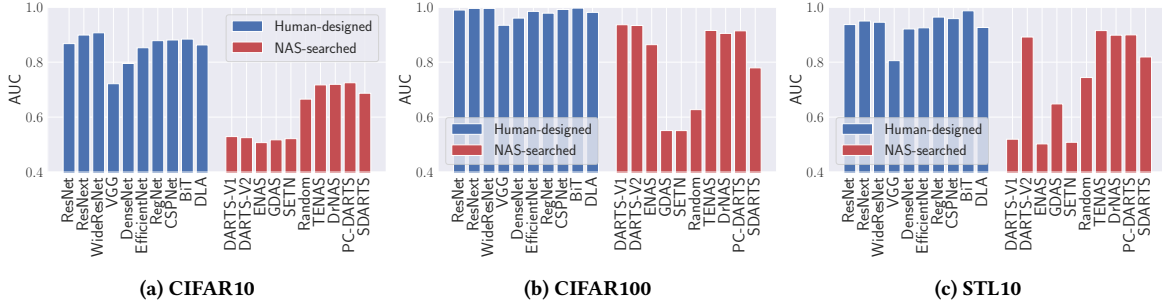 1.0
0.8
0.6
0.4
AUC
Human-designed
NAS-searched
ResNet
ResNext
WideResNet
VGG
DenseNet
EfficientNet
RegNet
CSPNet
BiT
DLA
DARTS-V1
DARTS-V2
ENAS
GDAS
SETN
Random
TENAS
DrNAS
PC-DARTS
SDARTS
(a) CIFAR10
1.0
0.8
0.6
0.4
AUC
Human-designed
NAS-searched
ResNet
ResNext
WideResNet
VGG
DenseNet
EfficientNet
RegNet
CSPNet
BiT
DLA
DARTS-V1
DARTS-V2
ENAS
GDAS
SETN
Random
TENAS
DrNAS
PC-DARTS
SDARTS
(b) CIFAR100
1.0
0.8
0.6
0.4
AUC
Human-designed
NAS-searched
ResNet
ResNext
WideResNet
VGG
DenseNet
EfficientNet
RegNet
CSPNet
BiT
DLA
DARTS-V1
DARTS-V2
ENAS
GDAS
SETN
Random
TENAS
DrNAS
PC-DARTS
SDARTS
(c) STL10